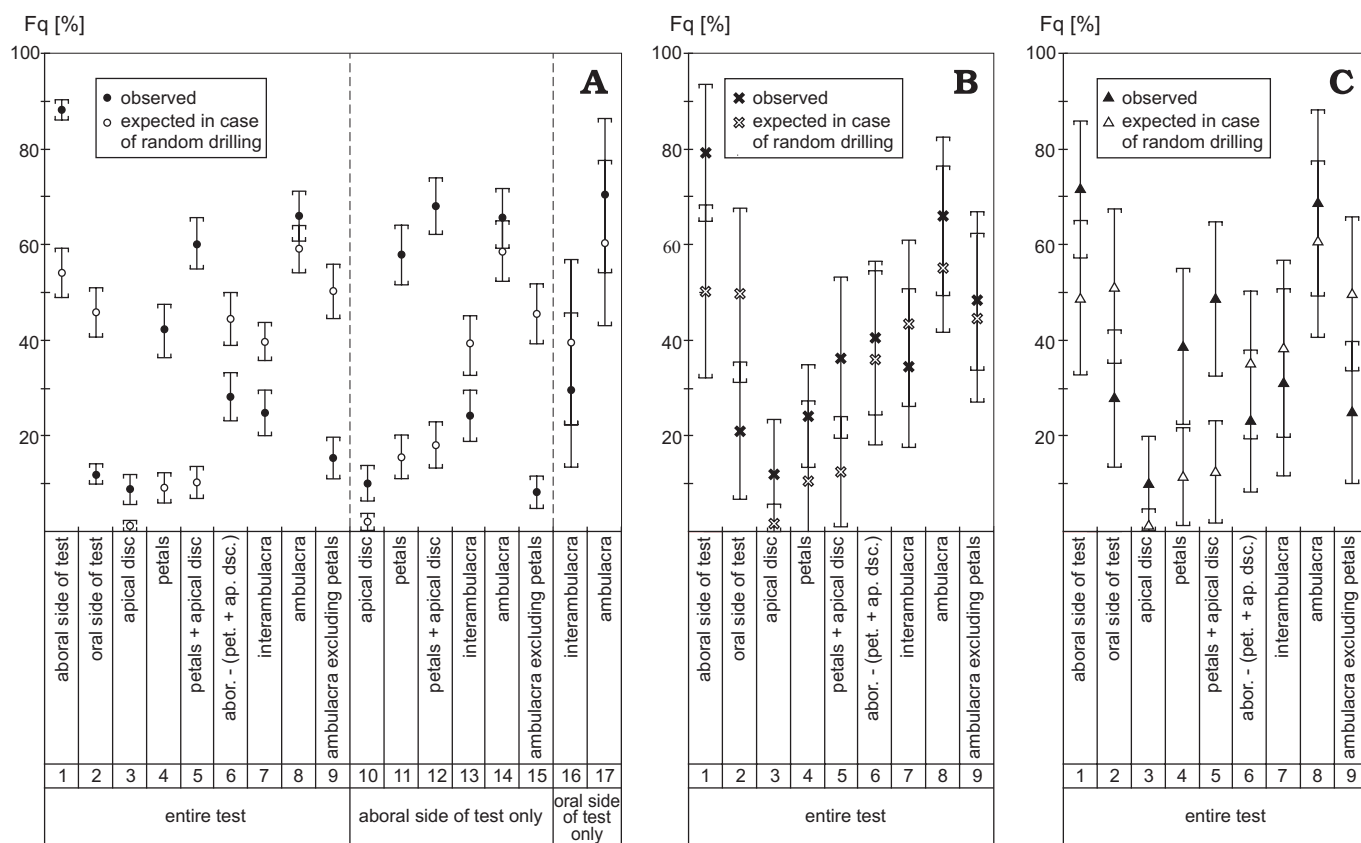 Fq [%]
100
80
60
40
20
A
observed
expected in case
of random drilling
aboral side of test
oral side of test
apical disc
petals
petals + apical disc
abor. - (pet. + ap. dsc.)
interambulacra
ambulacra
ambulacra excluding petals
apical disc
petals
petals + apical disc
interambulacra
ambulacra
ambulacra excluding petals
interambulacra
ambulacra
1 2 3 4 5 6 7 8 9 10 11 12 13 14 15 16 17
entire test
aboral side of test only
oral side
of test
only
Fq [%]
100
80
60
40
20
B
observed
expected in case
of random drilling
aboral side of test
oral side of test
apical disc
petals
petals + apical disc
abor. - (pet. + ap. dsc.)
interambulacra
ambulacra
ambulacra excluding petals
1 2 3 4 5 6 7 8 9
entire test
Fq [%]
100
80
60
40
20
C
observed
expected in case
of random drilling
aboral side of test
oral side of test
apical disc
petals
petals + apical disc
abor. - (pet. + ap. dsc.)
interambulacra
ambulacra
ambulacra excluding petals
1 2 3 4 5 6 7 8 9
entire test